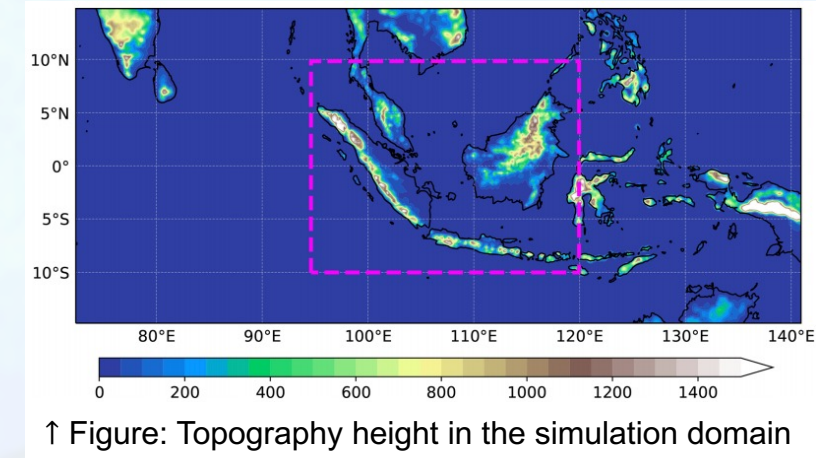 10°N
5°N
0°
5°S
10°S
80°E 90°E 100°E 110°E 120°E 130°E 140°E
0 200 400 600 800 1000 1200 1400
↑ Figure: Topography height in the simulation domain